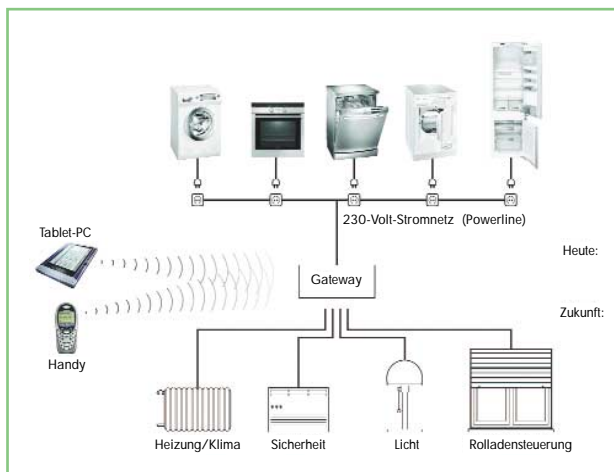 230-Volt-Stromnetz (Powerline)
Tablet-PC
Heute:
Gateway
Zukunft:
Handy
Heizung/Klima
Sicherheit
Licht
Rolladensteuerung